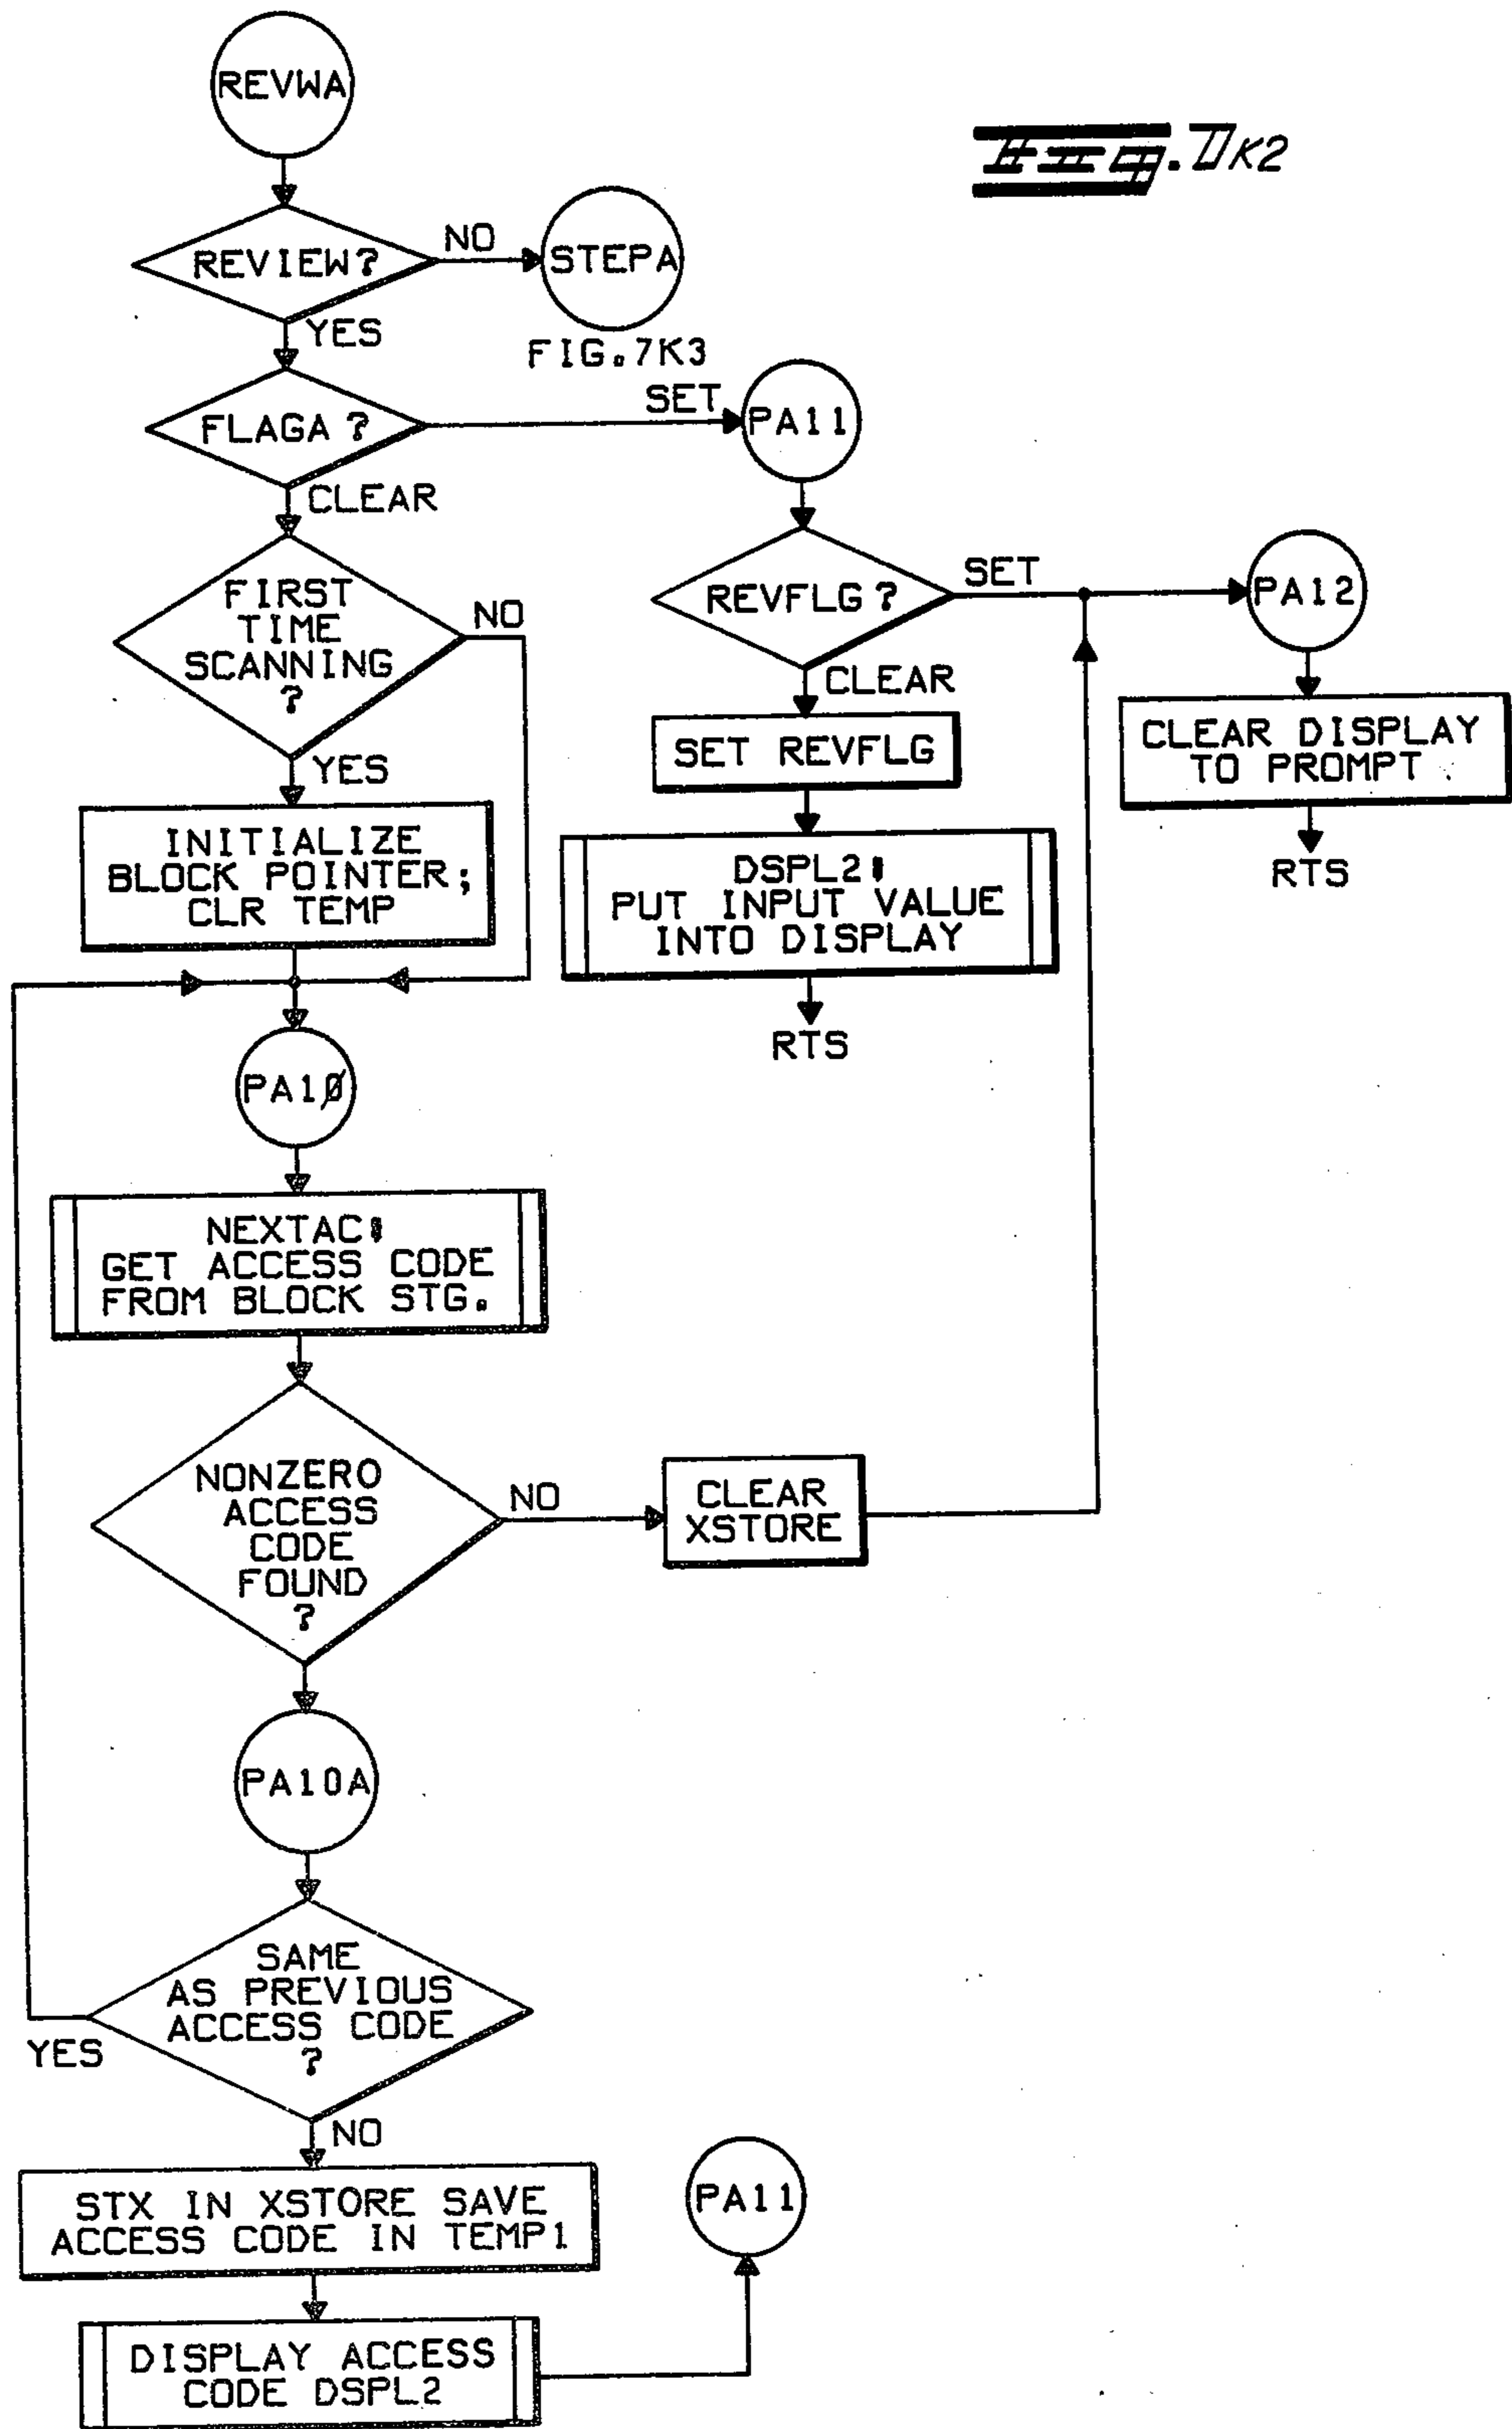 REVWA
Fig. 7K2
REVIEW?
NO
STEPA
FIG. 7K3
YES
FLAGA ?
SET
PA11
CLEAR
FIRST
TIME
SCANNING
?
NO
YES
REVFLG ?
SET
PA12
CLEAR
SET REVFLG
CLEAR DISPLAY
TO PROMPT
RTS
INITIALIZE
BLOCK POINTER;
CLR TEMP
DSPL2:
PUT INPUT VALUE
INTO DISPLAY
RTS
PA1Ø
NEXTAC:
GET ACCESS CODE
FROM BLOCK STG.
NONZERO
ACCESS
CODE
FOUND
?
NO
CLEAR
XSTORE
PA10A
SAME
AS PREVIOUS
ACCESS CODE
?
YES
NO
STX IN XSTORE SAVE
ACCESS CODE IN TEMP1
PA11
DISPLAY ACCESS
CODE DSPL2